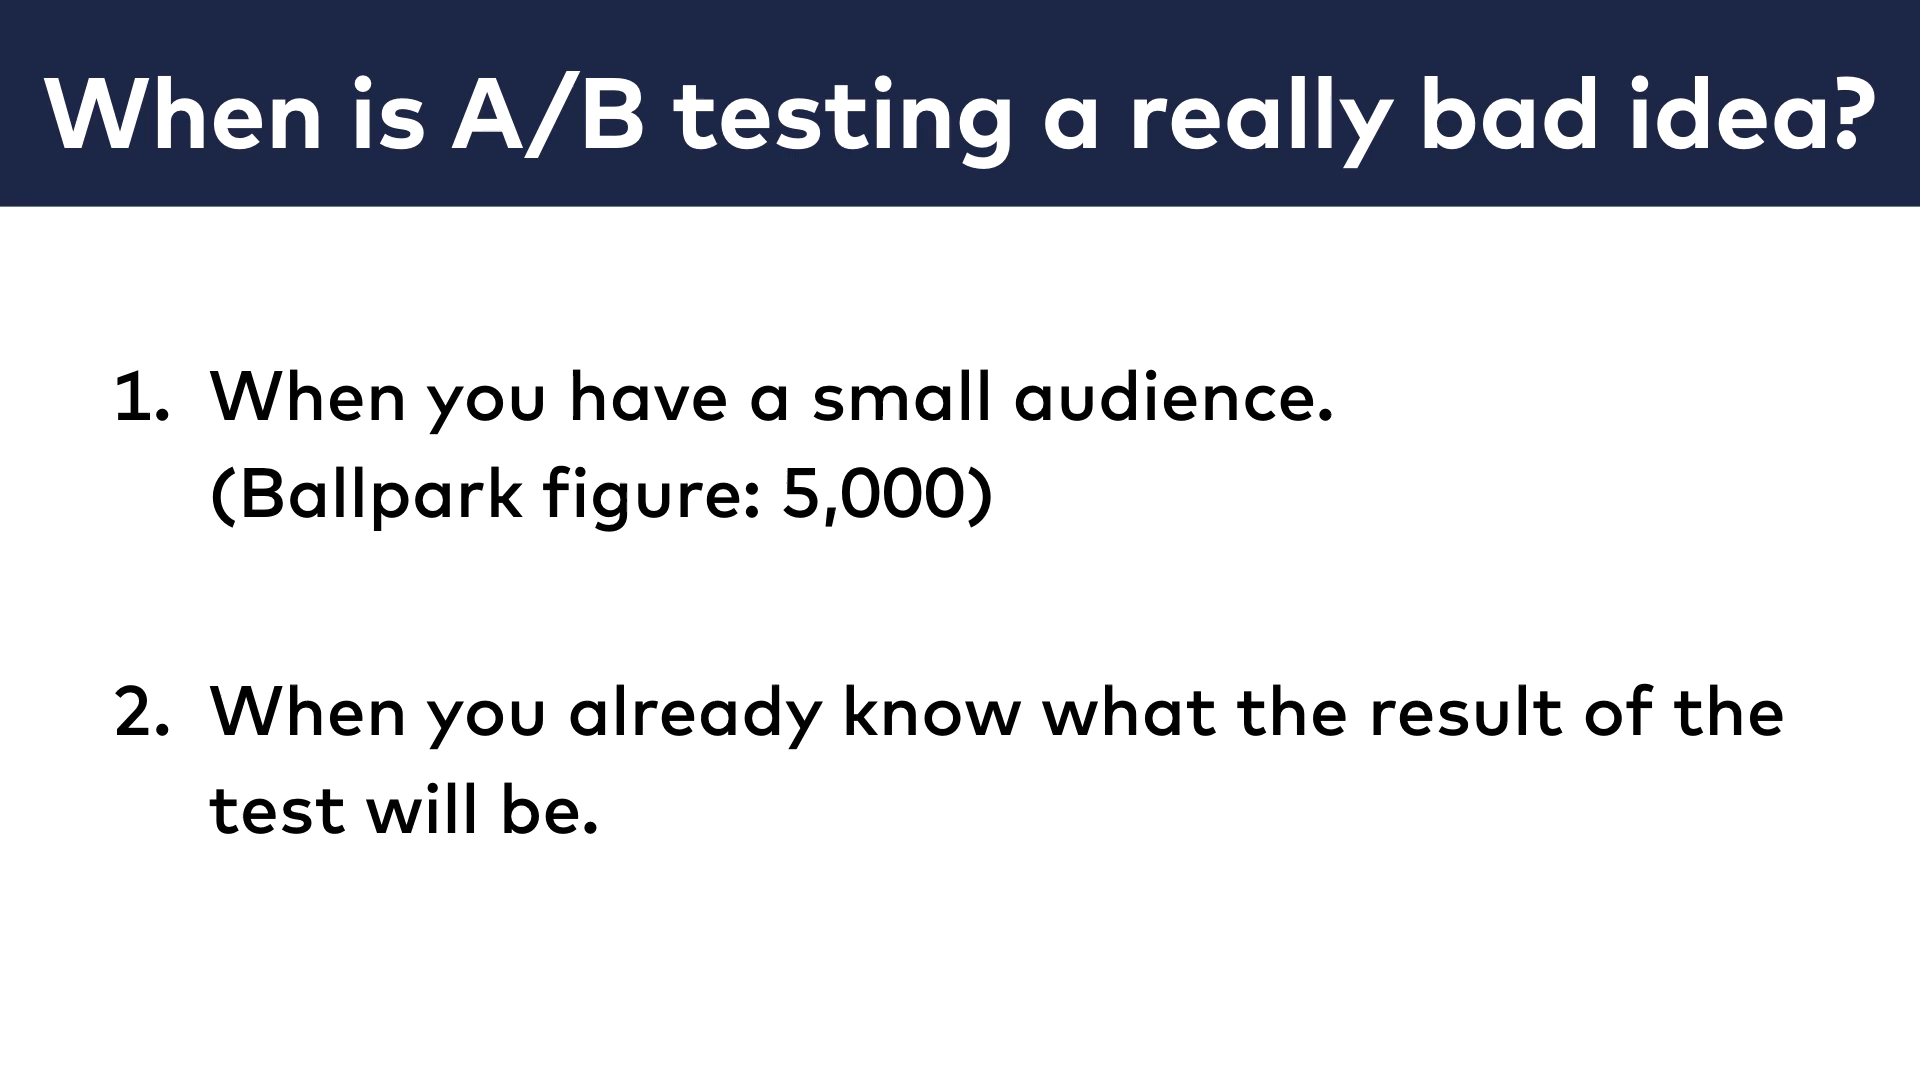 When is A/B testing a really bad idea?
1. When you have a small audience.
(Ballpark figure: 5,000)
2. When you already know what the result of the
test will be.